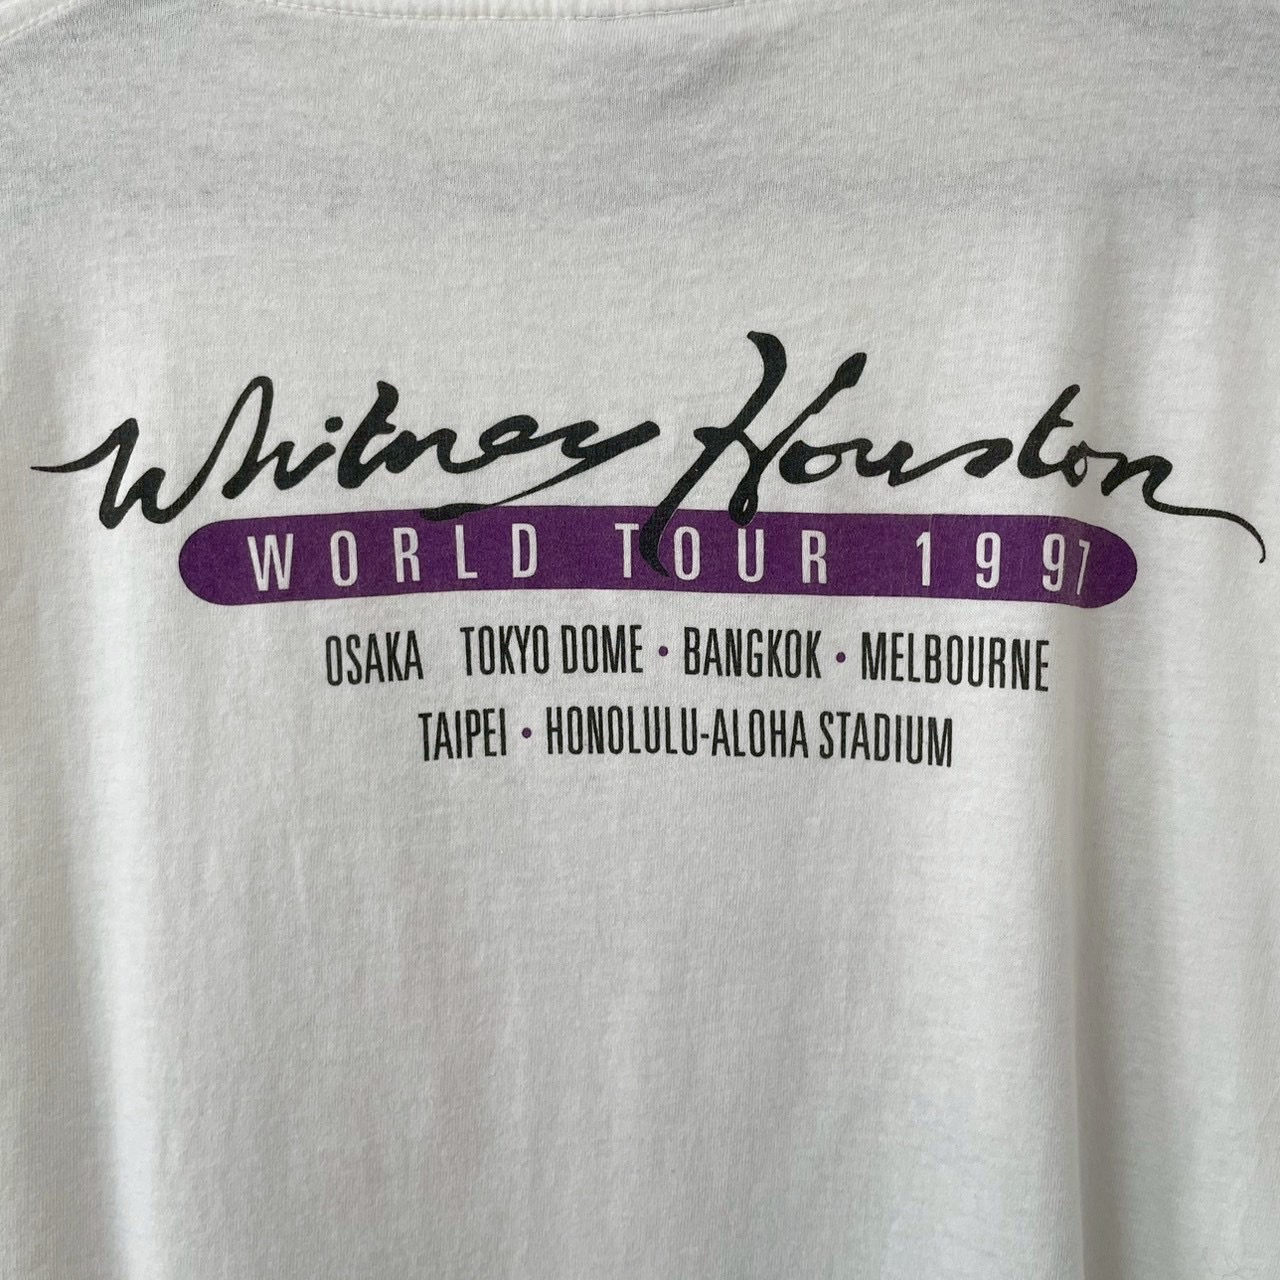 Whitney Houston
WORLD TOUR 1997
OSAKA TOKYO DOME • BANGKOK • MELBOURNE
TAIPEI • HONOLULU-ALOHA STADIUM